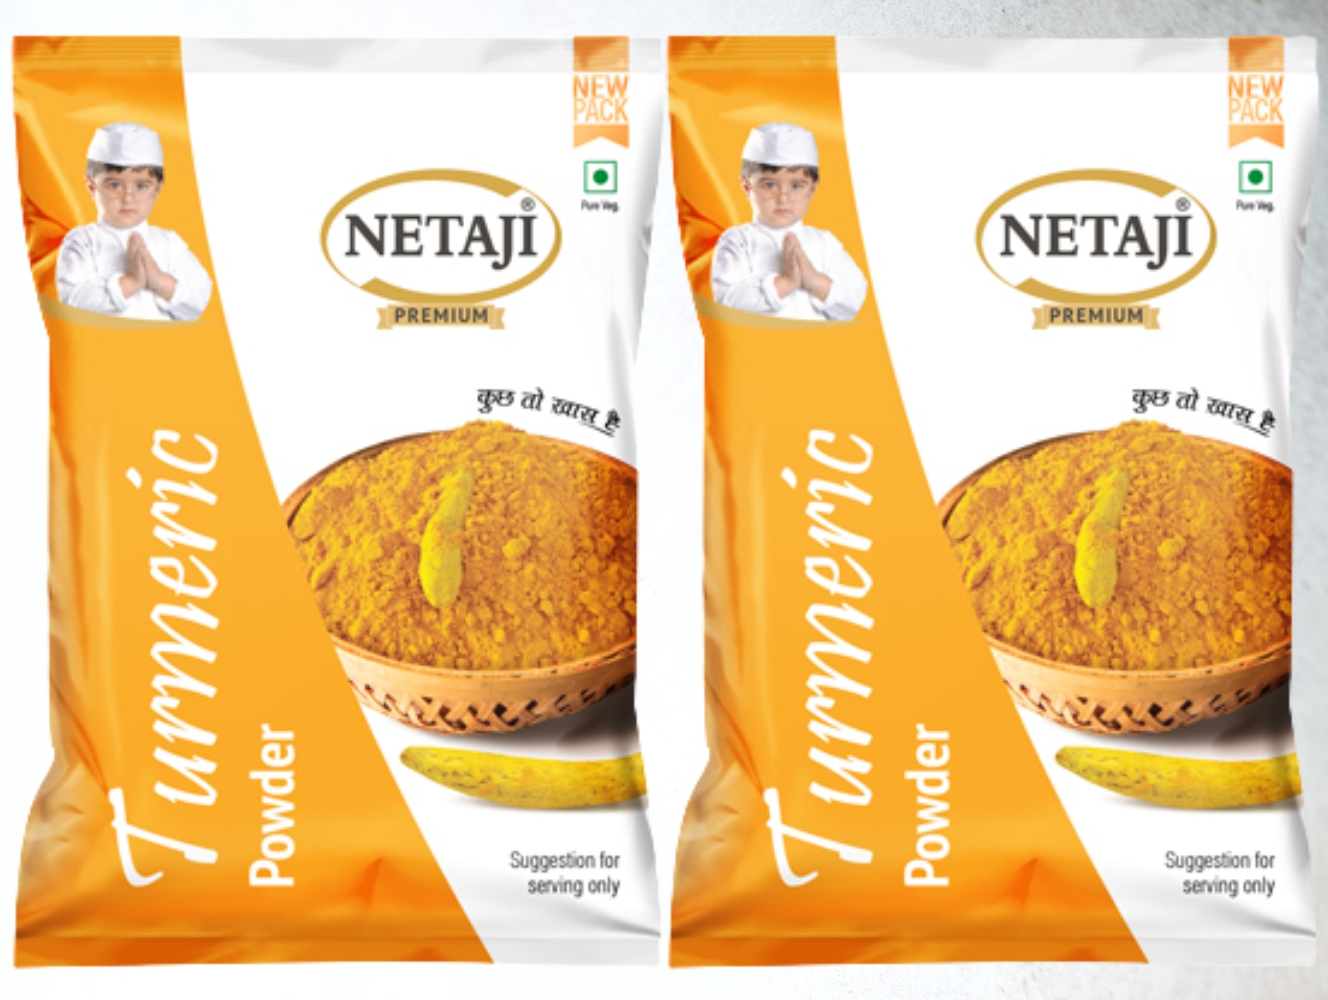 NEW
PACK
Pure Veg.
NETAJI®
PREMIUM
कुछ तो खास है
Turmeric
Powder
Suggestion for
serving only
NEW
PACK
Pure Veg.
NETAJI®
PREMIUM
कुछ तो खास है
Turmeric
Powder
Suggestion for
serving only